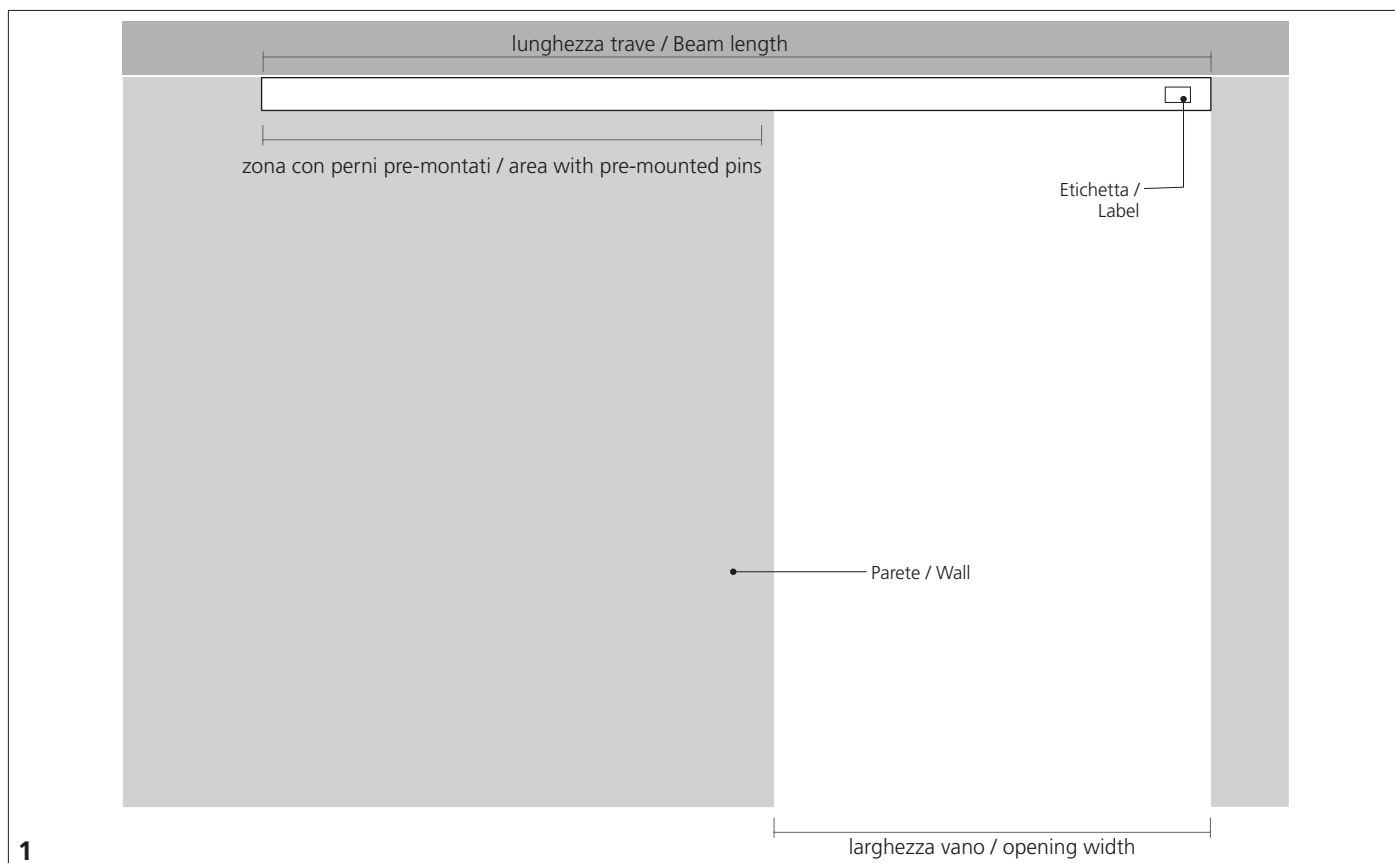 lunghezza trave / Beam length
zona con perni pre-montati / area with pre-mounted pins
Etichetta /
Label
Parete / Wall
larghezza vano / opening width
1